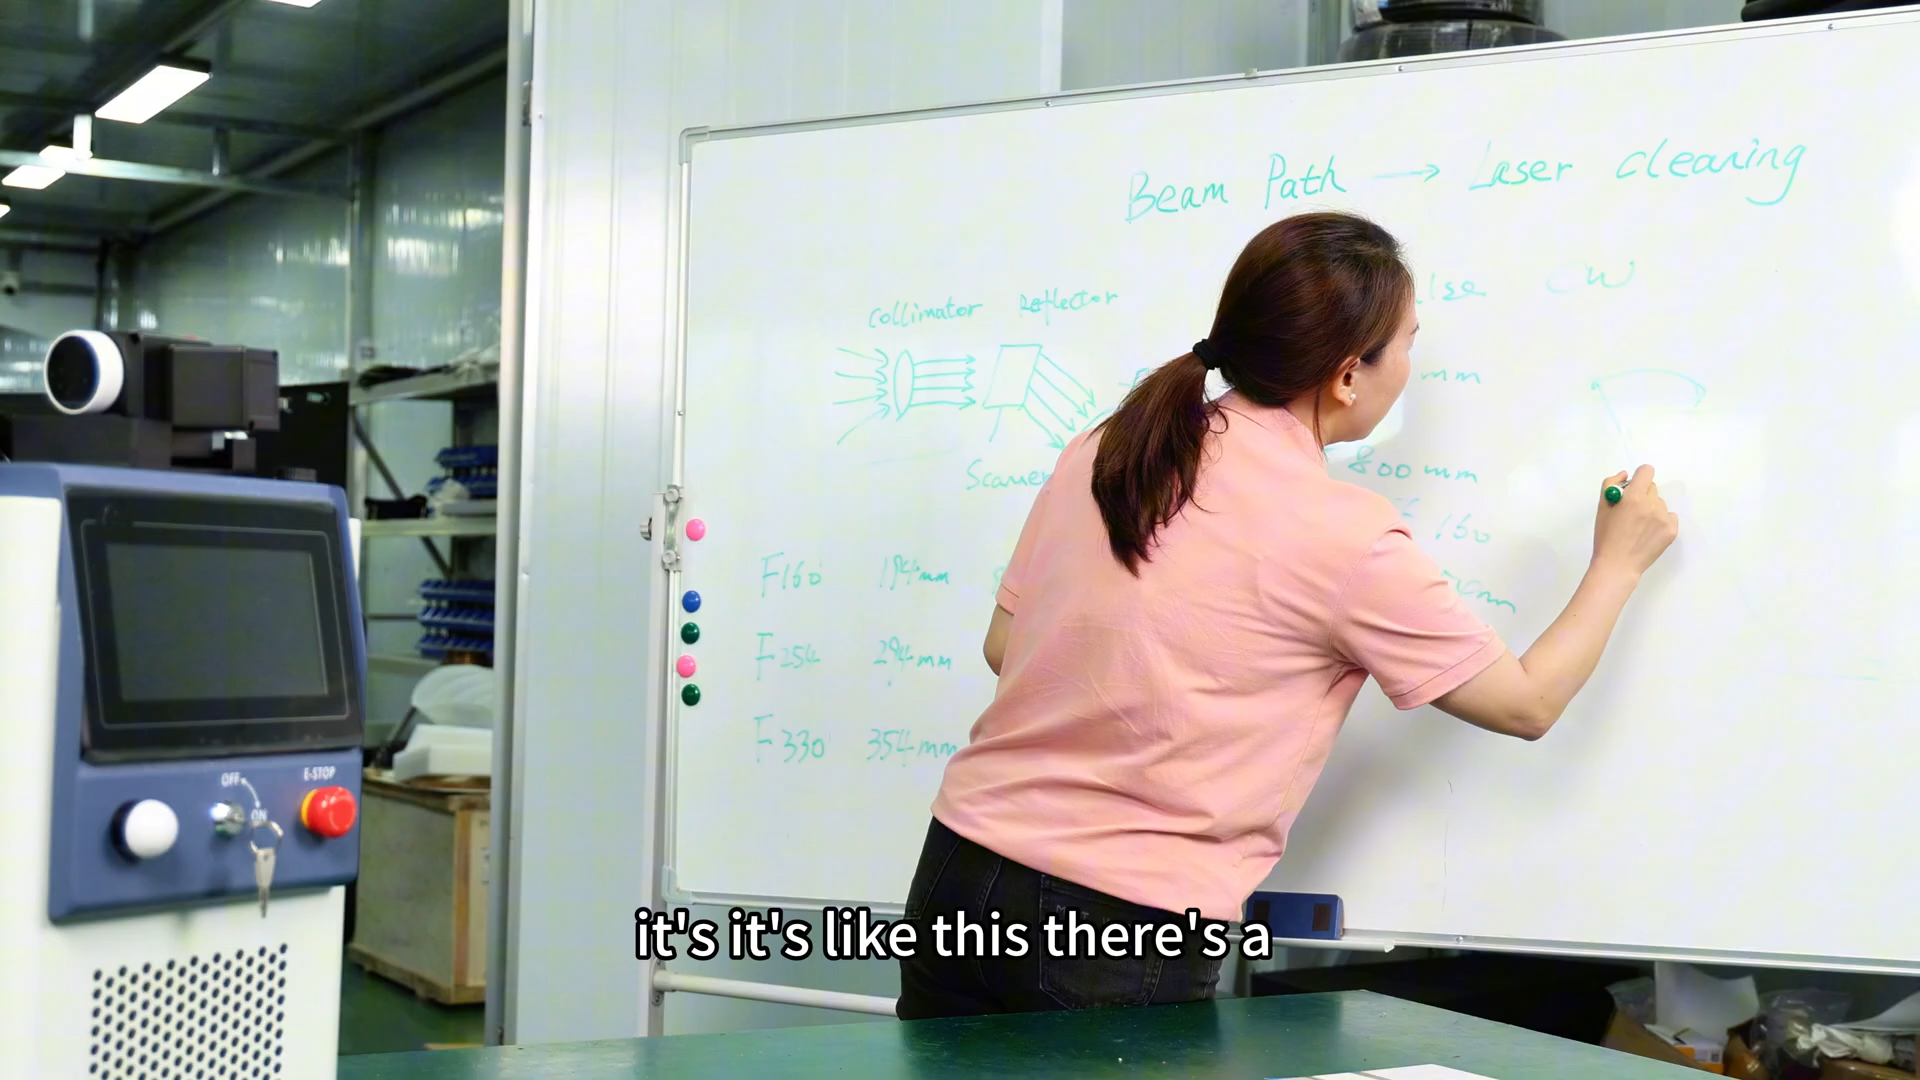 Beam Path → Laser cleaning
collimator Reflector
CW
mm
800 mm
160
F160 194mm
F254 294mm
F330 354mm
OFF
ON
E-STOP
it's it's like this there's a